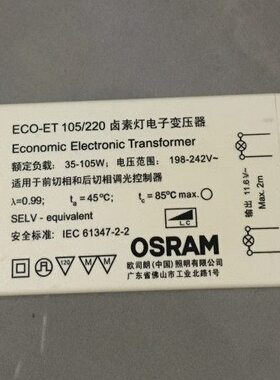 ECO-ET 105/220 卤素灯电子变压器
Economic Electronic Transformer
额定负载: 35-105W; 电压范围: 198-242V~
适用于前切相和后切相调光控制器
λ=0.99; ta=45℃; tc=85℃ max.
SELV - equivalent
L,C
安全标准: IEC 61347-2-2
120 M M
OSRAM
欧司朗(中国)照明有限公司
广东省佛山市工业北路1号
输出 11.6V~
Max. 2m